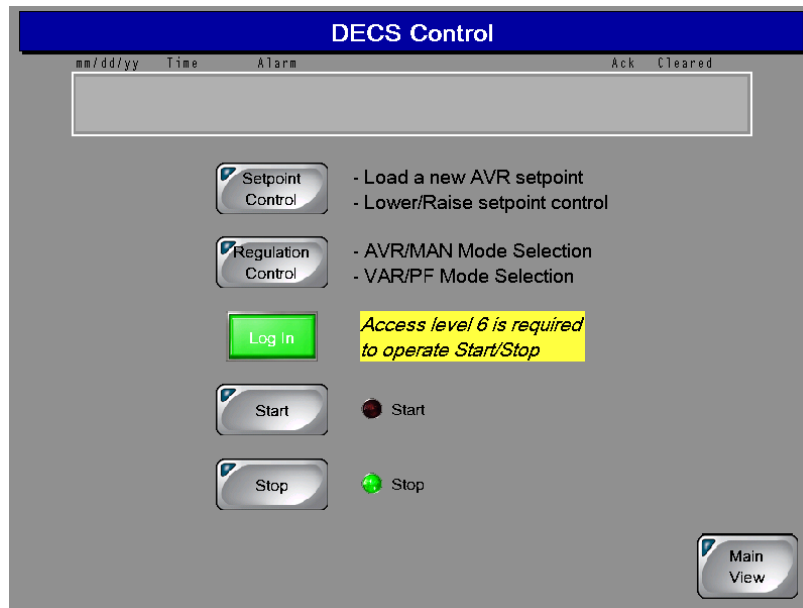 DECS Control
mm/dd/yy Time Alarm Ack Cleared
Setpoint
Control
- Load a new AVR setpoint
- Lower/Raise setpoint control
Regulation
Control
- AVR/MAN Mode Selection
- VAR/PF Mode Selection
Log In
Access level 6 is required
to operate Start/Stop
Start
Start
Stop
Stop
Main
View